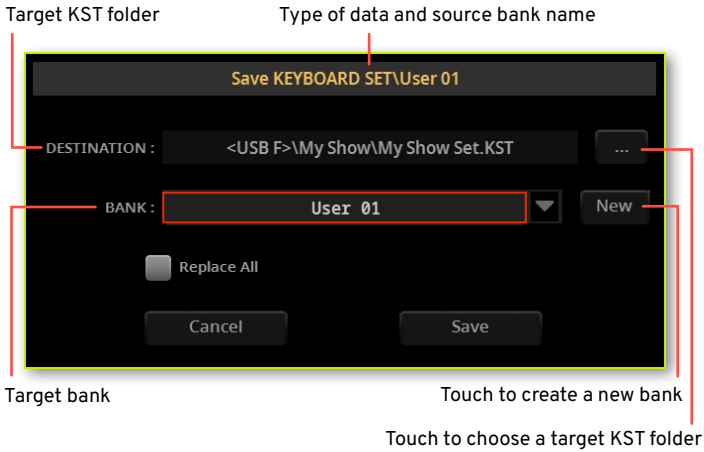 Target KST folder
Type of data and source bank name
Save KEYBOARD SET\User 01
DESTINATION :
<USB F>\My Show\My Show Set.KST
...
BANK :
User 01
New
Replace All
Cancel
Save
Target bank
Touch to create a new bank
Touch to choose a target KST folder